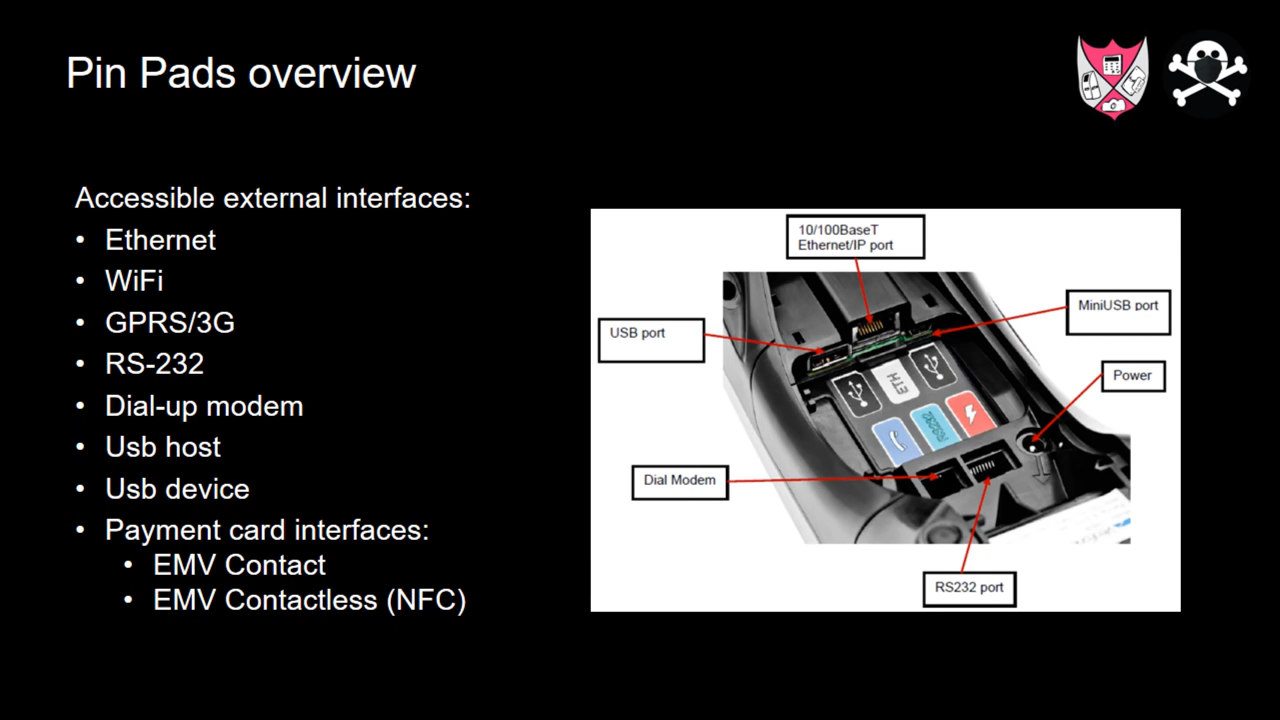 Pin Pads overview
Accessible external interfaces:
• Ethernet
• WiFi
• GPRS/3G
• RS-232
• Dial-up modem
• Usb host
• Usb device
• Payment card interfaces:
• EMV Contact
• EMV Contactless (NFC)
10/100BaseT
Ethernet/IP port
USB port
MiniUSB port
Power
ETH
RS232
Dial Modem
RS232 port